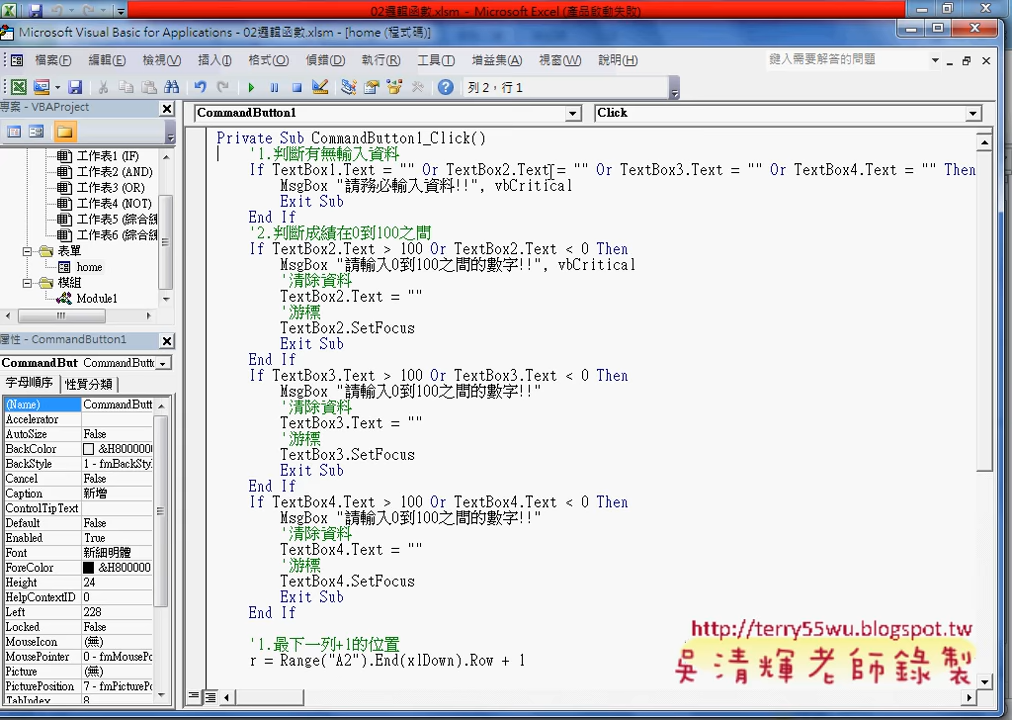 02邏輯函數.xlsm - Microsoft Excel (產品啟動失敗)
Microsoft Visual Basic for Applications - 02邏輯函數.xlsm - [home (程式碼)]
檔案(F) 編輯(E) 檢視(V) 插入(I) 格式(O) 偵錯(D) 執行(R) 工具(T) 增益集(A) 視窗(W) 說明(H) 鍵入需要解答的問題
列 2, 行 1
專案 - VBAProject
工作表1 (IF)
工作表2 (AND)
工作表3 (OR)
工作表4 (NOT)
工作表5 (綜合練
工作表6 (綜合練
表單
home
模組
Module1
屬性 - CommandButton1
CommandBut CommandButt
字母順序 性質分類
(Name) CommandButt
Accelerator
AutoSize False
BackColor &H800000
BackStyle 1 - fmBackSty
Cancel False
Caption 新增
ControlTipText
Default False
Enabled True
Font 新細明體
ForeColor &H800000
Height 24
HelpContextID 0
Left 228
Locked False
MouseIcon (無)
MousePointer 0 - fmMousePo
Picture (無)
PicturePosition 7 - fmPicturePo
TabIndex 8
CommandButton1 Click
Private Sub CommandButton1_Click()
'1.判斷有無輸入資料
If TextBox1.Text = "" Or TextBox2.Text = "" Or TextBox3.Text = "" Or TextBox4.Text = "" Then
MsgBox "請務必輸入資料!!", vbCritical
Exit Sub
End If
'2.判斷成績在0到100之間
If TextBox2.Text > 100 Or TextBox2.Text < 0 Then
MsgBox "請輸入0到100之間的數字!!", vbCritical
'清除資料
TextBox2.Text = ""
'游標
TextBox2.SetFocus
Exit Sub
End If
If TextBox3.Text > 100 Or TextBox3.Text < 0 Then
MsgBox "請輸入0到100之間的數字!!"
'清除資料
TextBox3.Text = ""
'游標
TextBox3.SetFocus
Exit Sub
End If
If TextBox4.Text > 100 Or TextBox4.Text < 0 Then
MsgBox "請輸入0到100之間的數字!!"
'清除資料
TextBox4.Text = ""
'游標
TextBox4.SetFocus
Exit Sub
End If
'1.最下一列+1的位置
r = Range("A2").End(xlDown).Row + 1
http://terry55wu.blogspot.tw
吳清輝老師錄製